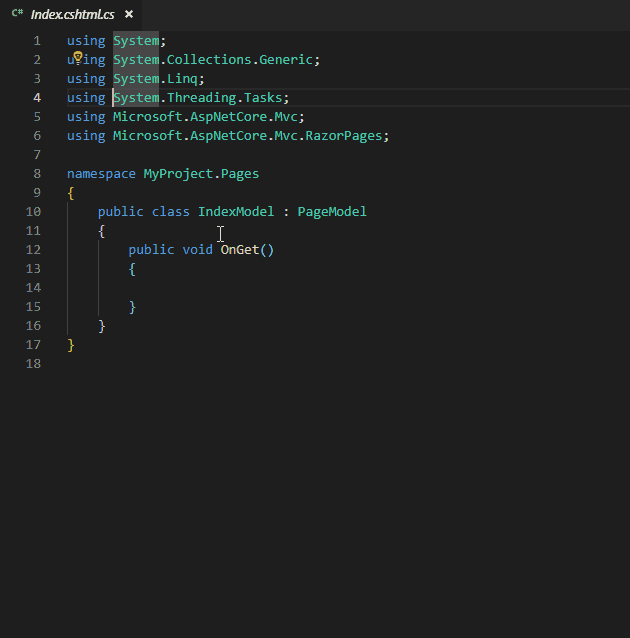 C# Index.cshtml.cs ×
1 using System;
2 using System.Collections.Generic;
3 using System.Linq;
4 using System.Threading.Tasks;
5 using Microsoft.AspNetCore.Mvc;
6 using Microsoft.AspNetCore.Mvc.RazorPages;
7
8 namespace MyProject.Pages
9 {
10     public class IndexModel : PageModel
11     {
12         public void OnGet()
13         {
14
15         }
16     }
17 }
18